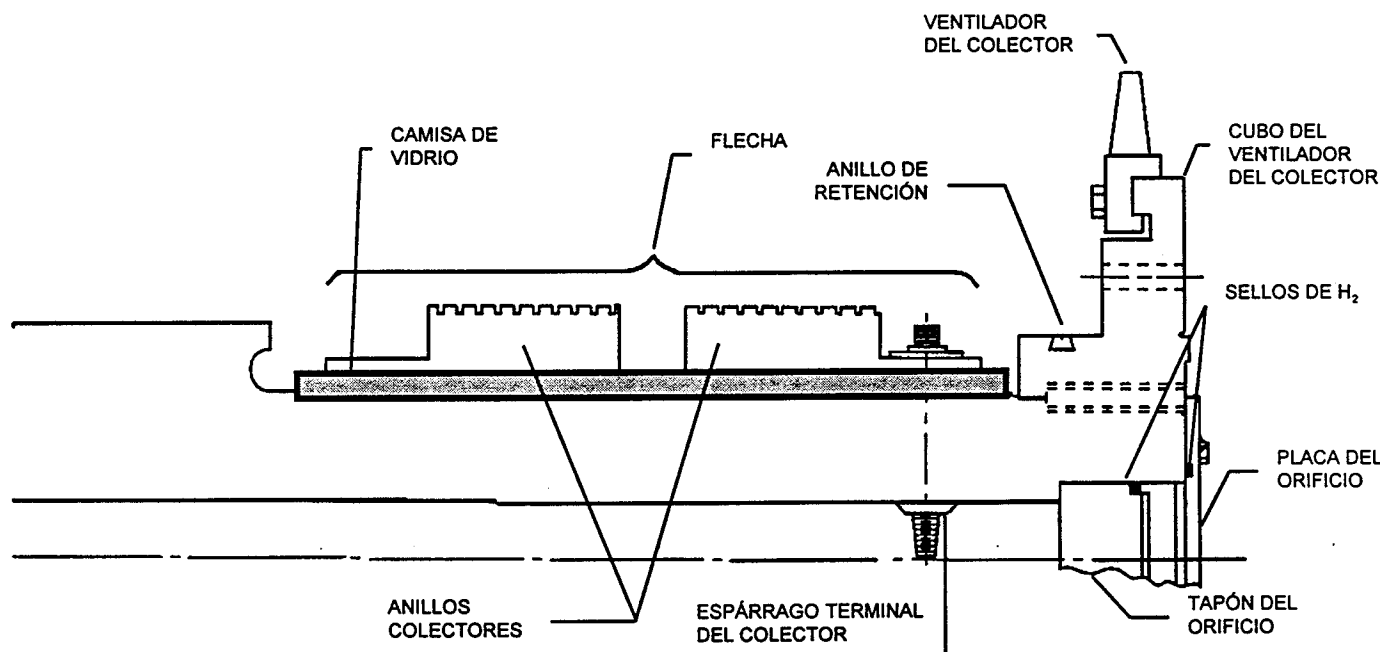 VENTILADOR
DEL COLECTOR
CAMISA DE
VIDRIO
FLECHA
ANILLO DE
RETENCIÓN
CUBO DEL
VENTILADOR
DEL COLECTOR
SELLOS DE H₂
PLACA DEL
ORIFICIO
ANILLOS
COLECTORES
ESPÁRRAGO TERMINAL
DEL COLECTOR
TAPÓN DEL
ORIFICIO